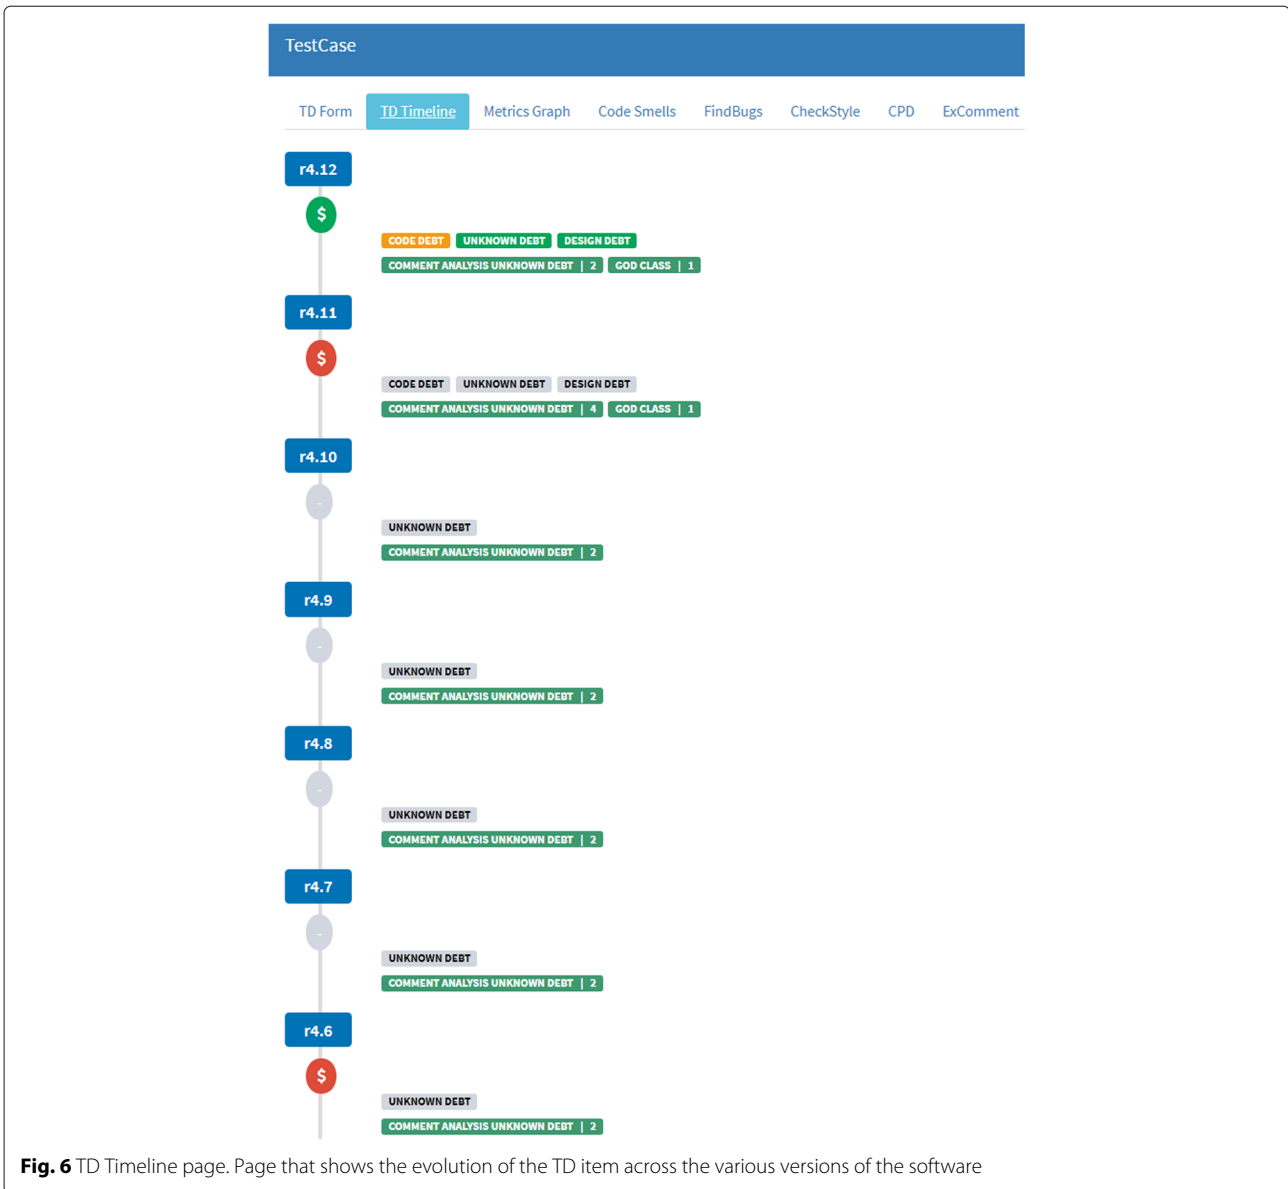 TestCase
TD Form TD Timeline Metrics Graph Code Smells FindBugs CheckStyle CPD ExComment
r4.12
$
CODE DEBT UNKNOWN DEBT DESIGN DEBT
COMMENT ANALYSIS UNKNOWN DEBT | 2 GOD CLASS | 1
r4.11
$
CODE DEBT UNKNOWN DEBT DESIGN DEBT
COMMENT ANALYSIS UNKNOWN DEBT | 4 GOD CLASS | 1
r4.10
-
UNKNOWN DEBT
COMMENT ANALYSIS UNKNOWN DEBT | 2
r4.9
-
UNKNOWN DEBT
COMMENT ANALYSIS UNKNOWN DEBT | 2
r4.8
-
UNKNOWN DEBT
COMMENT ANALYSIS UNKNOWN DEBT | 2
r4.7
-
UNKNOWN DEBT
COMMENT ANALYSIS UNKNOWN DEBT | 2
r4.6
$
UNKNOWN DEBT
COMMENT ANALYSIS UNKNOWN DEBT | 2
Fig. 6 TD Timeline page. Page that shows the evolution of the TD item across the various versions of the software